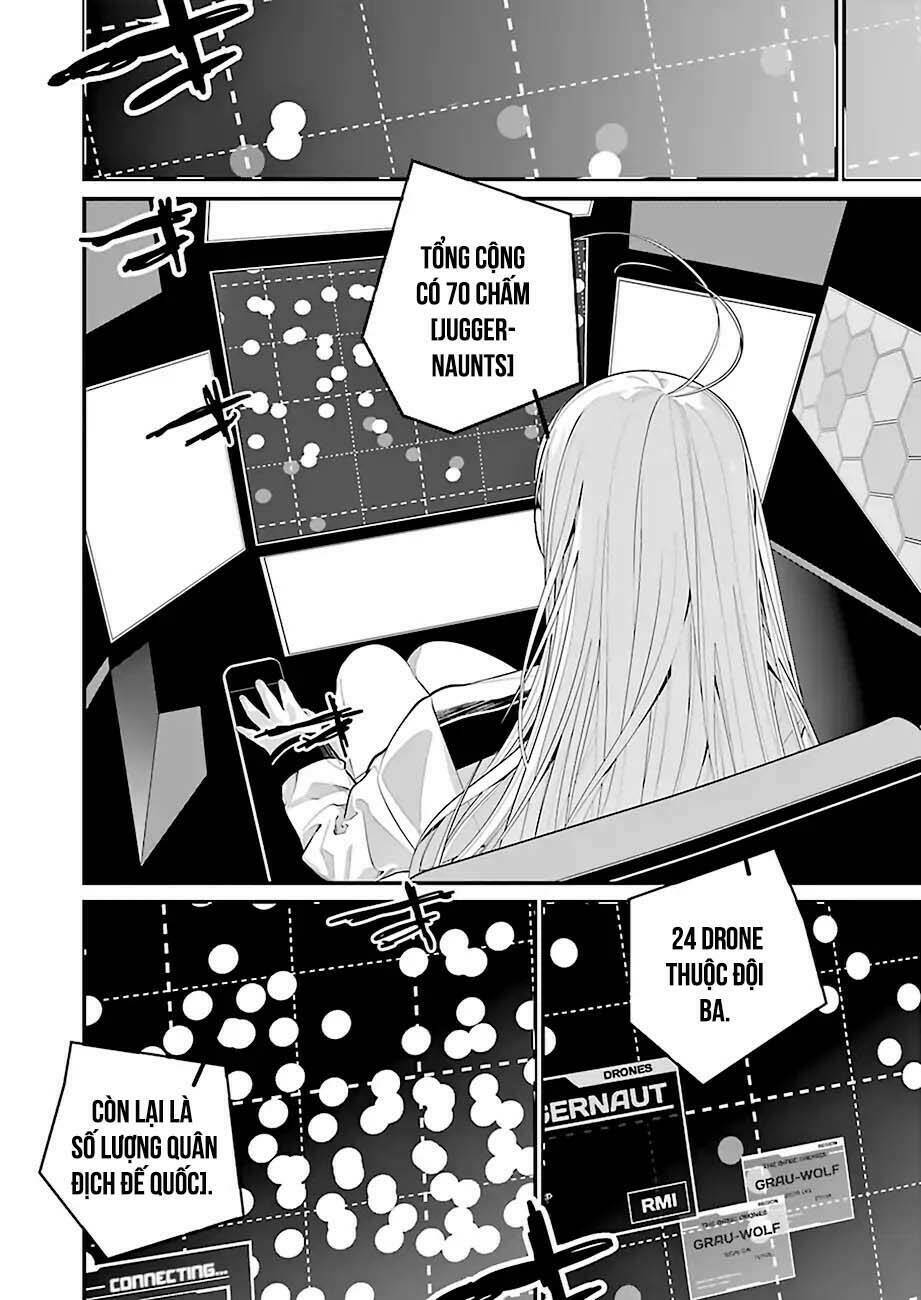 TỔNG CỘNG
CÓ 70 CHẤM
[JUGGER-
NAUNTS]
24 DRONE
THUỘC ĐỘI
BA.
DRONES
GERNAUT
RMI
GRAU-WOLF
GRAU-WOLF
CÒN LẠI LÀ
SỐ LƯỢNG QUÂN
ĐỊCH ĐẾ QUỐC].
CONNECTING...